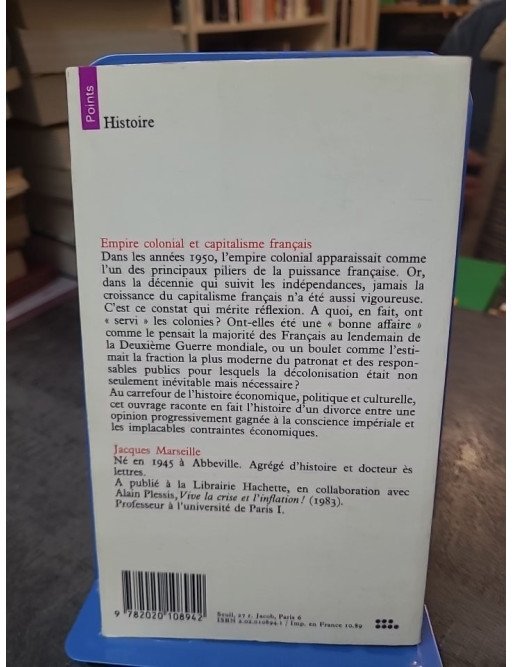 Points
Histoire
Empire colonial et capitalisme français
Dans les années 1950, l'empire colonial apparaissait comme
l'un des principaux piliers de la puissance française. Or,
dans la décennie qui suivit les indépendances, jamais la
croissance du capitalisme français n'a été aussi vigoureuse.
C'est ce constat qui mérite réflexion. A quoi, en fait, ont
« servi » les colonies ? Ont-elles été une « bonne affaire »
comme le pensait la majorité des Français au lendemain de
la Deuxième Guerre mondiale, ou un boulet comme l'esti-
mait la fraction la plus moderne du patronat et des respon-
sables publics pour lesquels la décolonisation était non
seulement inévitable mais nécessaire ?
Au carrefour de l'histoire économique, politique et culturelle,
cet ouvrage raconte en fait l'histoire d'un divorce entre une
opinion progressivement gagnée à la conscience impériale et
les implacables contraintes économiques.
Jacques Marseille
Né en 1945 à Abbeville. Agrégé d'histoire et docteur ès
lettres.
A publié à la Librairie Hachette, en collaboration avec
Alain Plessis, Vive la crise et l'inflation ! (1983).
Professeur à l'université de Paris I.
9 782020 108942
Seuil, 27 r. Jacob, Paris 6
ISBN 2.02.010894.1 / Imp. en France 10.89